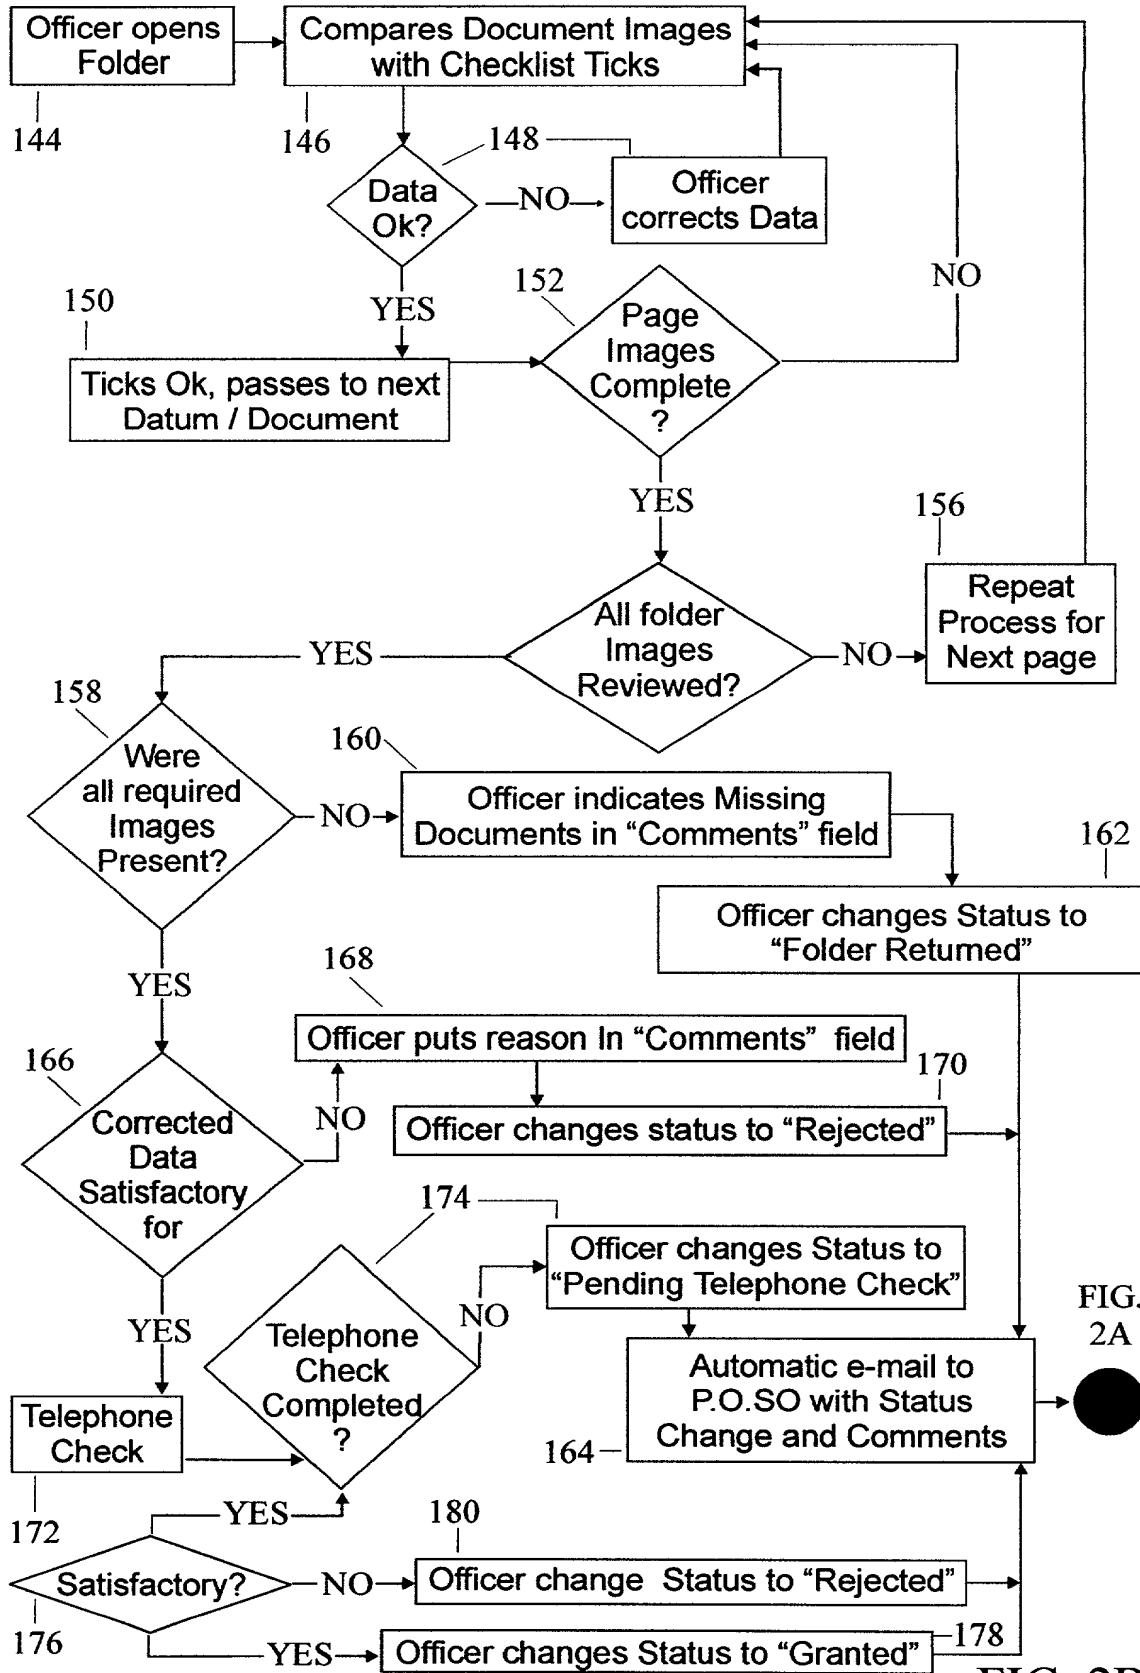 Officer opens
Folder
144
Compares Document Images
with Checklist Ticks
146
148
Data
Ok?
NO
Officer
corrects Data
YES
NO
150
152
Ticks Ok, passes to next
Datum / Document
Page
Images
Complete
?
YES
156
All folder
Images
Reviewed?
YES
NO
Repeat
Process for
Next page
158
Were
all required
Images
Present?
NO
160
Officer indicates Missing
Documents in “Comments” field
162
Officer changes Status to
“Folder Returned”
YES
168
Officer puts reason In “Comments” field
166
Corrected
Data
Satisfactory
for
NO
170
Officer changes status to “Rejected”
174
Officer changes Status to
“Pending Telephone Check”
YES
NO
Telephone
Check
Completed
?
FIG.
2A
Automatic e-mail to
P.O.SO with Status
Change and Comments
164
Telephone
Check
172
YES
180
Satisfactory?
NO
Officer change Status to “Rejected”
176
YES
Officer changes Status to “Granted”
178